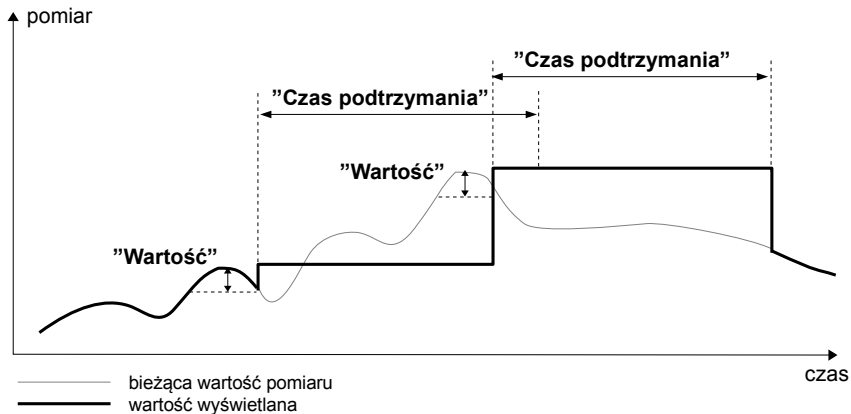 pomiar
”Czas podtrzymania”
”Czas podtrzymania”
”Wartość”
”Wartość”
czas
bieżąca wartość pomiaru
wartość wyświetlana